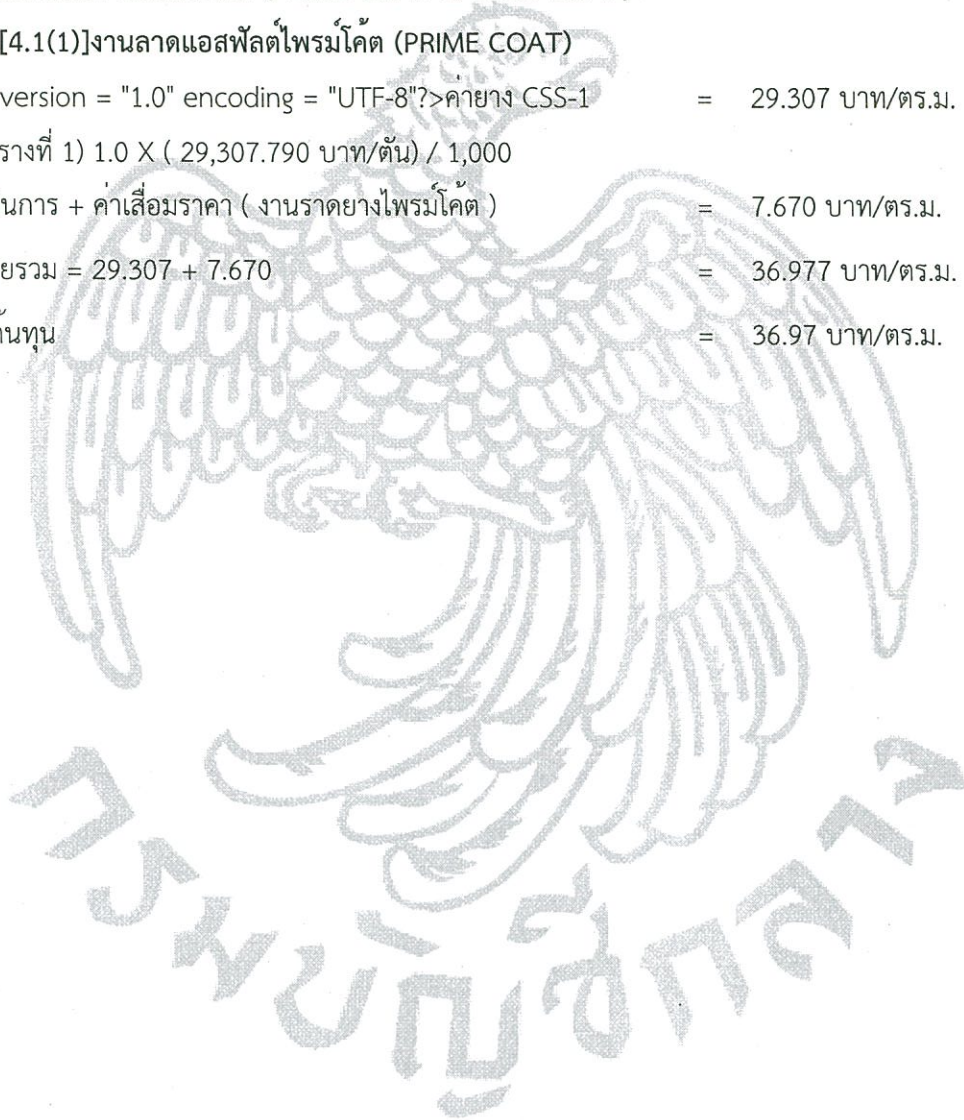 [4.1(1)]งานลาดแอสฟัลต์ไพรม์โค้ต (PRIME COAT)
version = "1.0" encoding = "UTF-8"?>ค่ายาง CSS-1 = 29.307 บาท/ตร.ม.
รางที่ 1) 1.0 X ( 29,307.790 บาท/ตัน) / 1,000
นการ + ค่าเสื่อมราคา ( งานราดยางไพรม์โค้ต ) = 7.670 บาท/ตร.ม.
ยรวม = 29.307 + 7.670 = 36.977 บาท/ตร.ม.
ต้นทุน = 36.97 บาท/ตร.ม.
กรมบัญชีกลาง